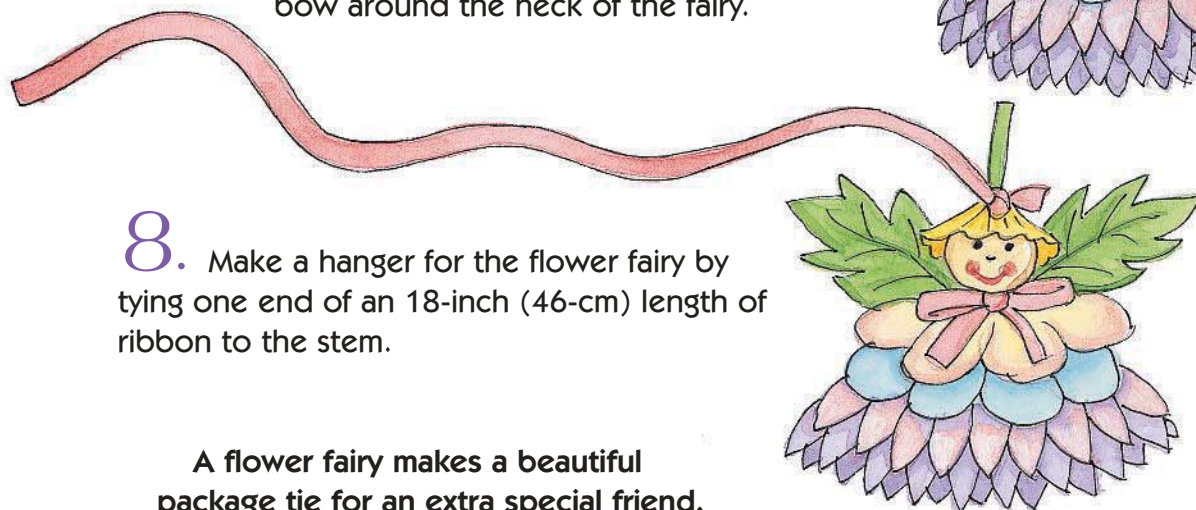 bow around the neck of the fairy.
8. Make a hanger for the flower fairy by
tying one end of an 18-inch (46-cm) length of
ribbon to the stem.
A flower fairy makes a beautiful
package tie for an extra special friend.